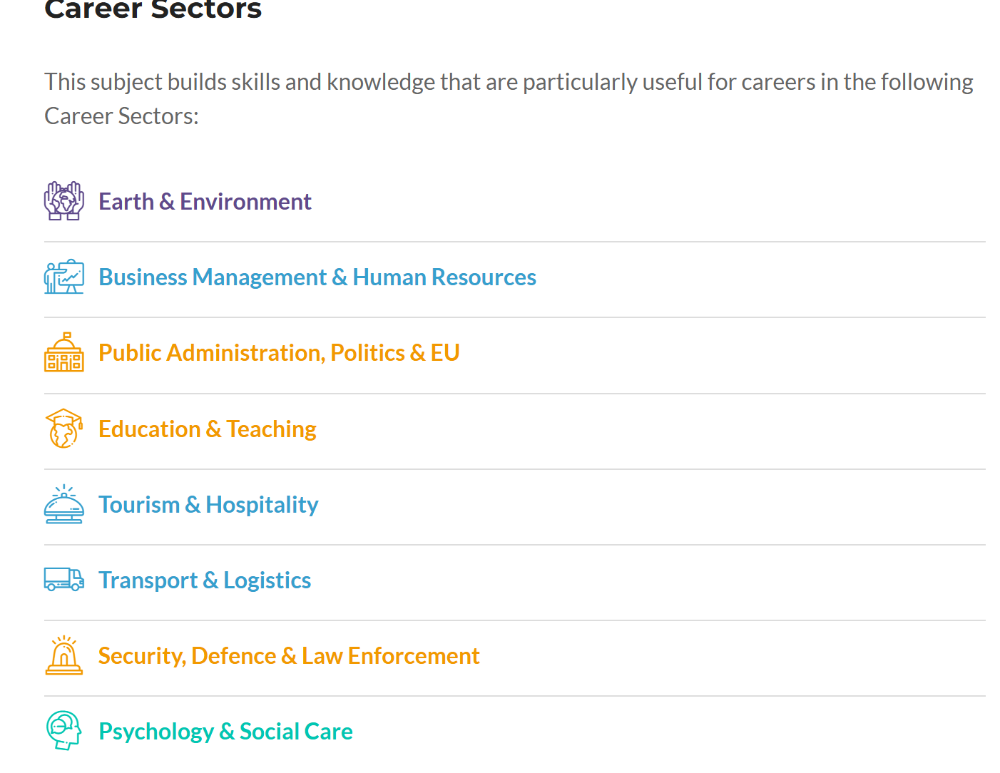 Career Sectors
This subject builds skills and knowledge that are particularly useful for careers in the following
Career Sectors:
Earth & Environment
Business Management & Human Resources
Public Administration, Politics & EU
Education & Teaching
Tourism & Hospitality
Transport & Logistics
Security, Defence & Law Enforcement
Psychology & Social Care